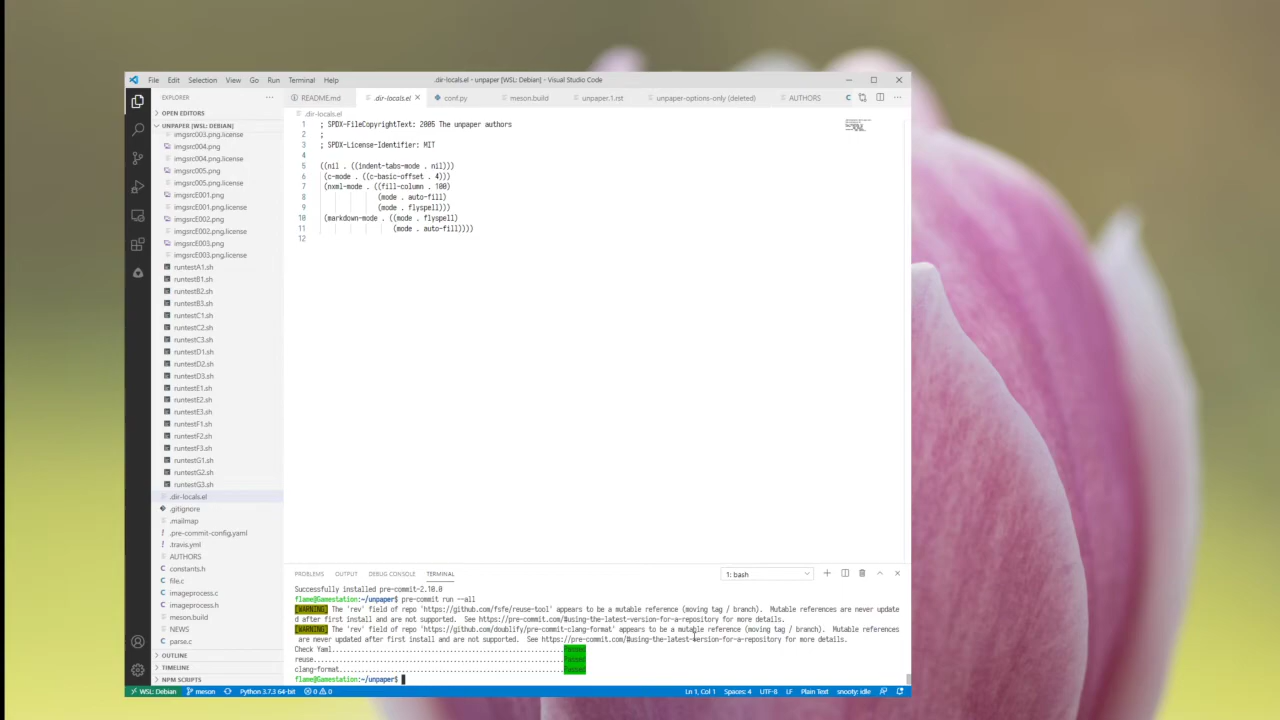 File Edit Selection View Go Run Terminal Help
.dir-locals.el - unpaper [WSL: Debian] - Visual Studio Code
EXPLORER
OPEN EDITORS
UNPAPER [WSL: DEBIAN]
imgsrc003.png.license
imgsrc004.png
imgsrc004.png.license
imgsrc005.png
imgsrc005.png.license
imgsrcE001.png
imgsrcE001.png.license
imgsrcE002.png
imgsrcE002.png.license
imgsrcE003.png
imgsrcE003.png.license
runtestA1.sh
runtestB1.sh
runtestB2.sh
runtestB3.sh
runtestC1.sh
runtestC2.sh
runtestC3.sh
runtestD1.sh
runtestD2.sh
runtestD3.sh
runtestE1.sh
runtestE2.sh
runtestE3.sh
runtestF1.sh
runtestF2.sh
runtestF3.sh
runtestG1.sh
runtestG2.sh
runtestG3.sh
.dir-locals.el
.gitignore
.mailmap
.pre-commit-config.yaml
.travis.yml
AUTHORS
constants.h
file.c
imageprocess.c
imageprocess.h
meson.build
NEWS
parse.c
OUTLINE
TIMELINE
NPM SCRIPTS
README.md .dir-locals.el conf.py meson.build unpaper.1.rst unpaper-options-only (deleted) AUTHORS
.dir-locals.el
1 ; SPDX-FileCopyrightText: 2005 The unpaper authors
2 ;
3 ; SPDX-License-Identifier: MIT
4
5 ((nil . ((indent-tabs-mode . nil)))
6 (c-mode . ((c-basic-offset . 4)))
7 (nxml-mode . ((fill-column . 100)
8 (mode . auto-fill)
9 (mode . flyspell)))
10 (markdown-mode . ((mode . flyspell)
11 (mode . auto-fill))))
12
PROBLEMS OUTPUT DEBUG CONSOLE TERMINAL
1: bash
Successfully installed pre-commit-2.10.0
flame@Gamestation:~/unpaper$ pre-commit run --all
[WARNING] The 'rev' field of repo 'https://github.com/fsfe/reuse-tool' appears to be a mutable reference (moving tag / branch). Mutable references are never update
d after first install and are not supported. See https://pre-commit.com/#using-the-latest-version-for-a-repository for more details.
[WARNING] The 'rev' field of repo 'https://github.com/doublify/pre-commit-clang-format' appears to be a mutable reference (moving tag / branch). Mutable references
are never updated after first install and are not supported. See https://pre-commit.com/#using-the-latest-version-for-a-repository for more details.
Check Yaml...............................................................Passed
reuse....................................................................Passed
clang-format.............................................................Passed
flame@Gamestation:~/unpaper$
WSL: Debian meson Python 3.7.3 64-bit 0 0 Ln 1, Col 1 Spaces: 4 UTF-8 LF Plain Text snooty: idle